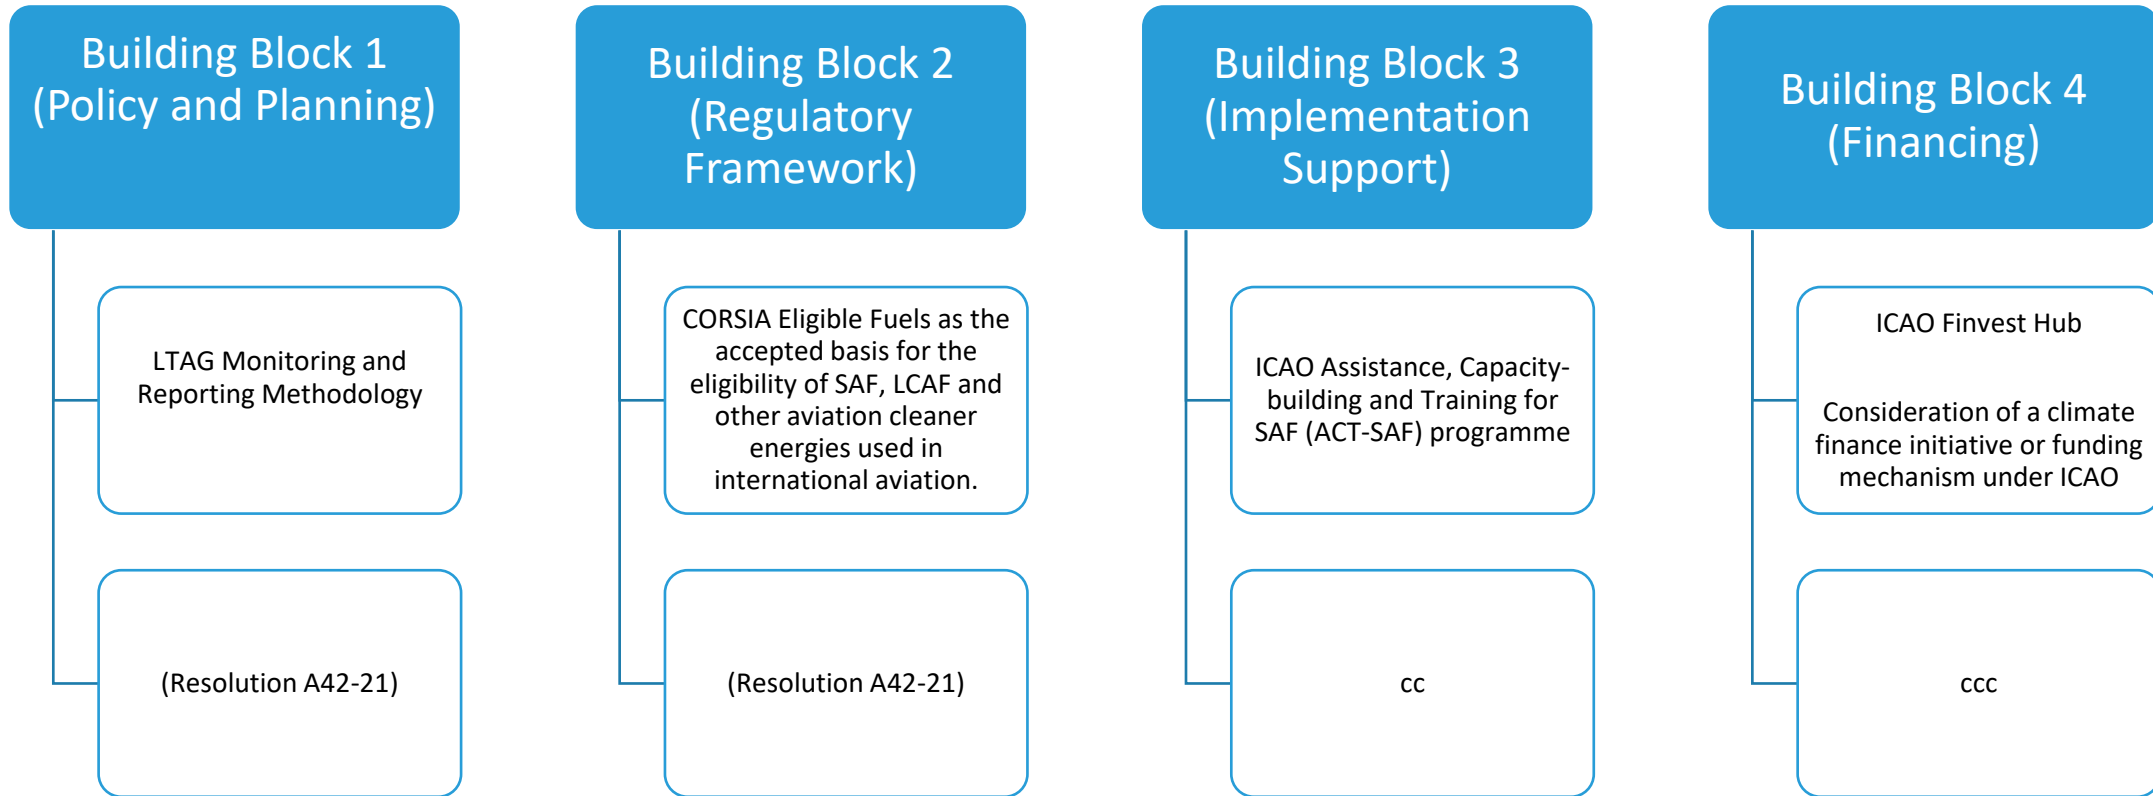 Building Block 1
(Policy and Planning)
LTAG Monitoring and
Reporting Methodology
(Resolution A42-21)
Building Block 2
(Regulatory
Framework)
CORSIA Eligible Fuels as the
accepted basis for the
eligibility of SAF, LCAF and
other aviation cleaner
energies used in
international aviation.
(Resolution A42-21)
Building Block 3
(Implementation
Support)
ICAO Assistance, Capacity-
building and Training for
SAF (ACT-SAF) programme
cc
Building Block 4
(Financing)
ICAO Finvest Hub
Consideration of a climate
finance initiative or funding
mechanism under ICAO
ccc